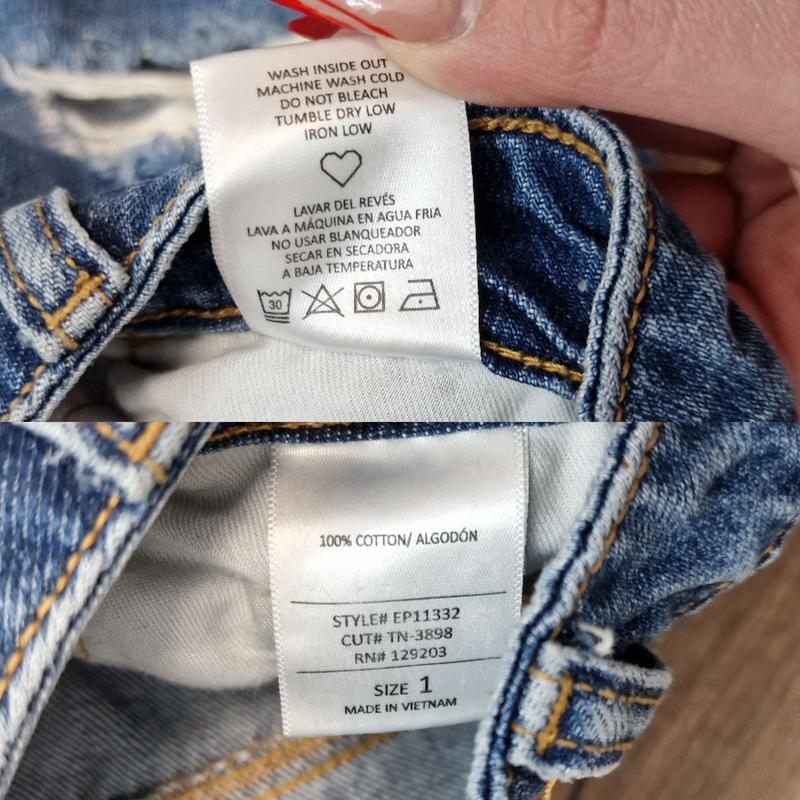 WASH INSIDE OUT
MACHINE WASH COLD
DO NOT BLEACH
TUMBLE DRY LOW
IRON LOW
LAVAR DEL REVÉS
LAVA A MÁQUINA EN AGUA FRIA
NO USAR BLANQUEADOR
SECAR EN SECADORA
A BAJA TEMPERATURA
30
100% COTTON/ ALGODÓN
STYLE# EP11332
CUT# TN-3898
RN# 129203
SIZE 1
MADE IN VIETNAM